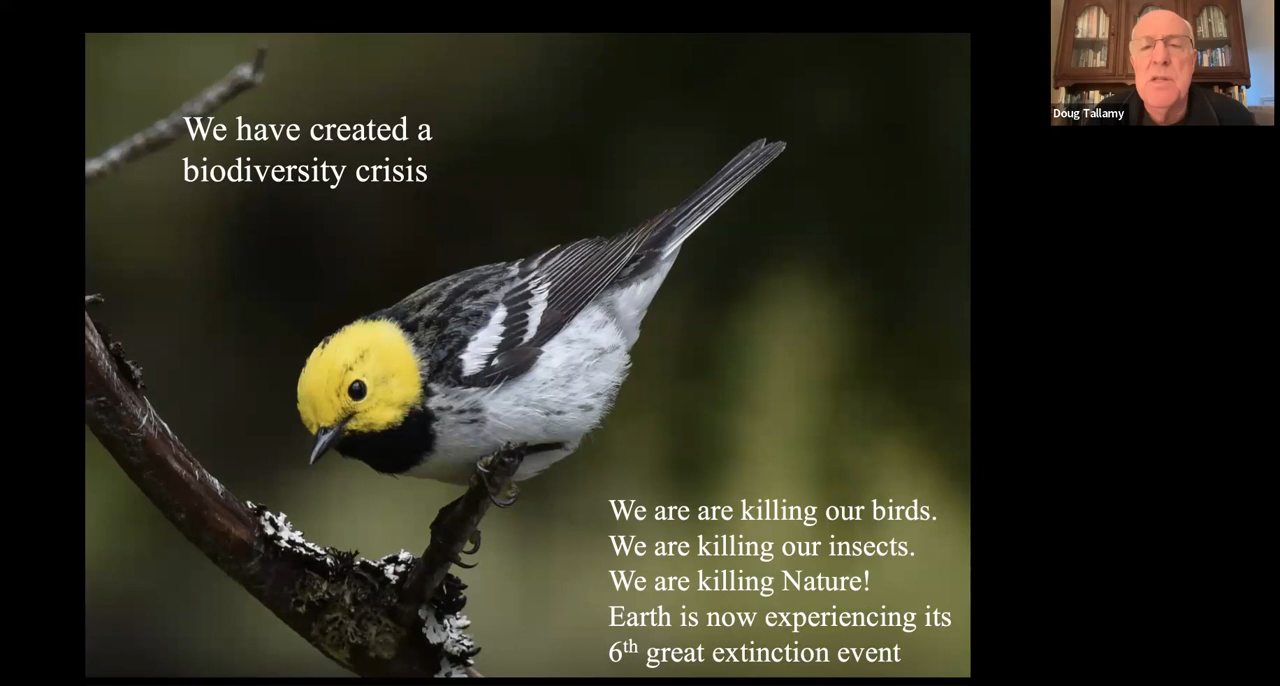 We have created a
biodiversity crisis
Doug Tallamy
We are are killing our birds.
We are killing our insects.
We are killing Nature!
Earth is now experiencing its
6th great extinction event